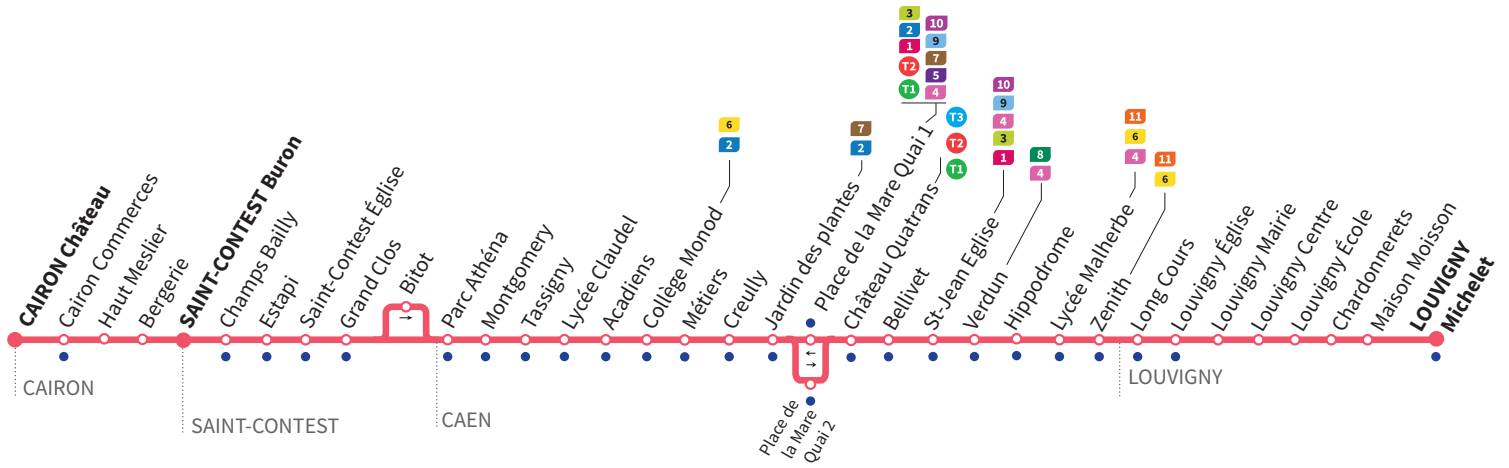 3
2
1
T2
T1
10
9
7
5
4
T3
T2
T1
10
9
4
3
1
8
4
11
6
4
11
6
6
2
7
2
CAIRON Château
Cairon Commerces
Haut Meslier
Bergerie
SAINT-CONTEST Buron
Champs Bailly
Estapi
Saint-Contest Église
Grand Clos
Bitot
Parc Athéna
Montgomery
Tassigny
Lycée Claudel
Acadiens
Collège Monod
Métiers
Creully
Jardin des plantes
Place de la Mare Quai 1
Château Quatrans
Bellivet
St-Jean Eglise
Verdun
Hippodrome
Lycée Malherbe
Zenith
Long Cours
Louvigny Église
Louvigny Mairie
Louvigny Centre
Louvigny École
Chardonnerets
Maison Moisson
LOUVIGNY
Michelet
→
←
→
Place de
la Mare
Quai 2
CAIRON
SAINT-CONTEST
CAEN
LOUVIGNY